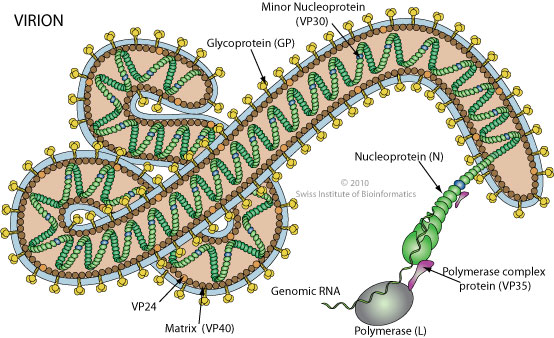 VIRION
Minor Nucleoprotein
(VP30)
Glycoprotein (GP)
Nucleoprotein (N)
© 2010
Swiss Institute of Bioinformatics
Polymerase complex
protein (VP35)
Genomic RNA
VP24
Matrix (VP40)
Polymerase (L)